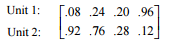 Unit 1: [.08 .24 .20 .96]
Unit 2: [.92 .76 .28 .12]